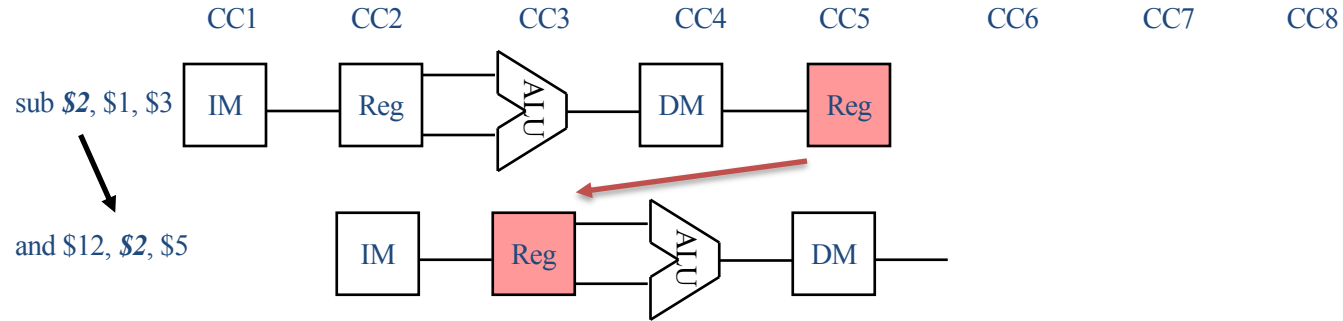 CC1 CC2 CC3 CC4 CC5 CC6 CC7 CC8
sub $2, $1, $3 IM Reg ALU DM Reg
and $12, $2, $5 IM Reg ALU DM